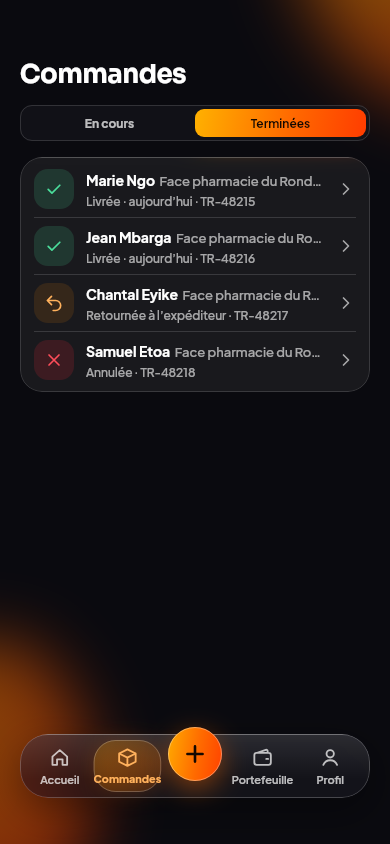 Commandes
En cours
Terminées
Marie Ngo Face pharmacie du Rond...
Livrée · aujourd'hui · TR-48215
Jean Mbarga Face pharmacie du Ro...
Livrée · aujourd'hui · TR-48216
Chantal Eyike Face pharmacie du R...
Retournée à l'expéditeur · TR-48217
Samuel Etoa Face pharmacie du Ro...
Annulée · TR-48218
Accueil
Commandes
Portefeuille
Profil